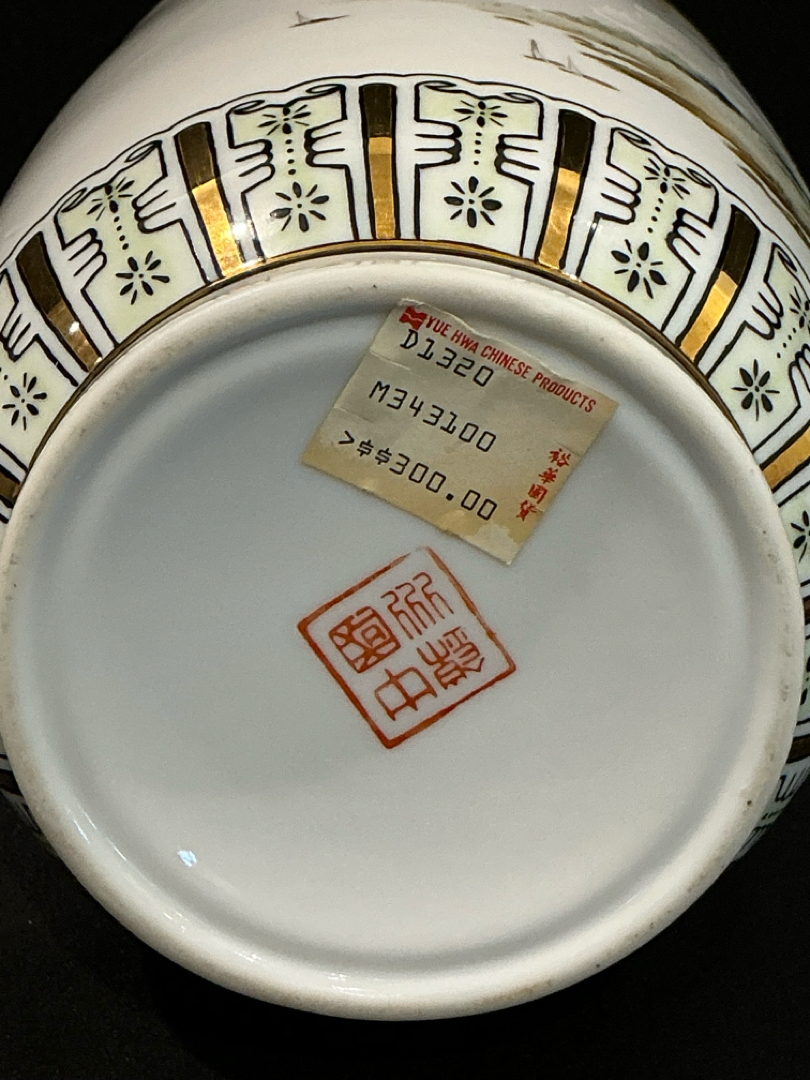 YUE HWA CHINESE PRODUCTS
D1320
M343100
>$$300.00
裕華國貨